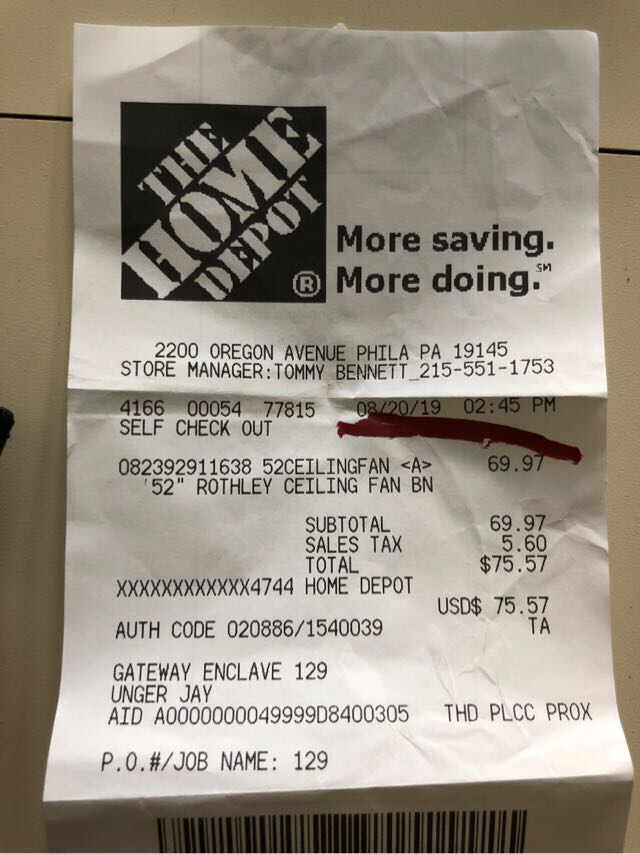 THE
HOME
DEPOT
®
More saving.
More doing.℠
2200 OREGON AVENUE PHILA PA 19145
STORE MANAGER:TOMMY BENNETT_215-551-1753
4166 00054 77815 08/20/19 02:45 PM
SELF CHECK OUT
082392911638 52CEILINGFAN <A> 69.97
'52" ROTHLEY CEILING FAN BN
SUBTOTAL 69.97
SALES TAX 5.60
TOTAL $75.57
XXXXXXXXXXXX4744 HOME DEPOT
USD$ 75.57
AUTH CODE 020886/1540039 TA
GATEWAY ENCLAVE 129
UNGER JAY
AID A0000000049999D8400305 THD PLCC PROX
P.O.#/JOB NAME: 129